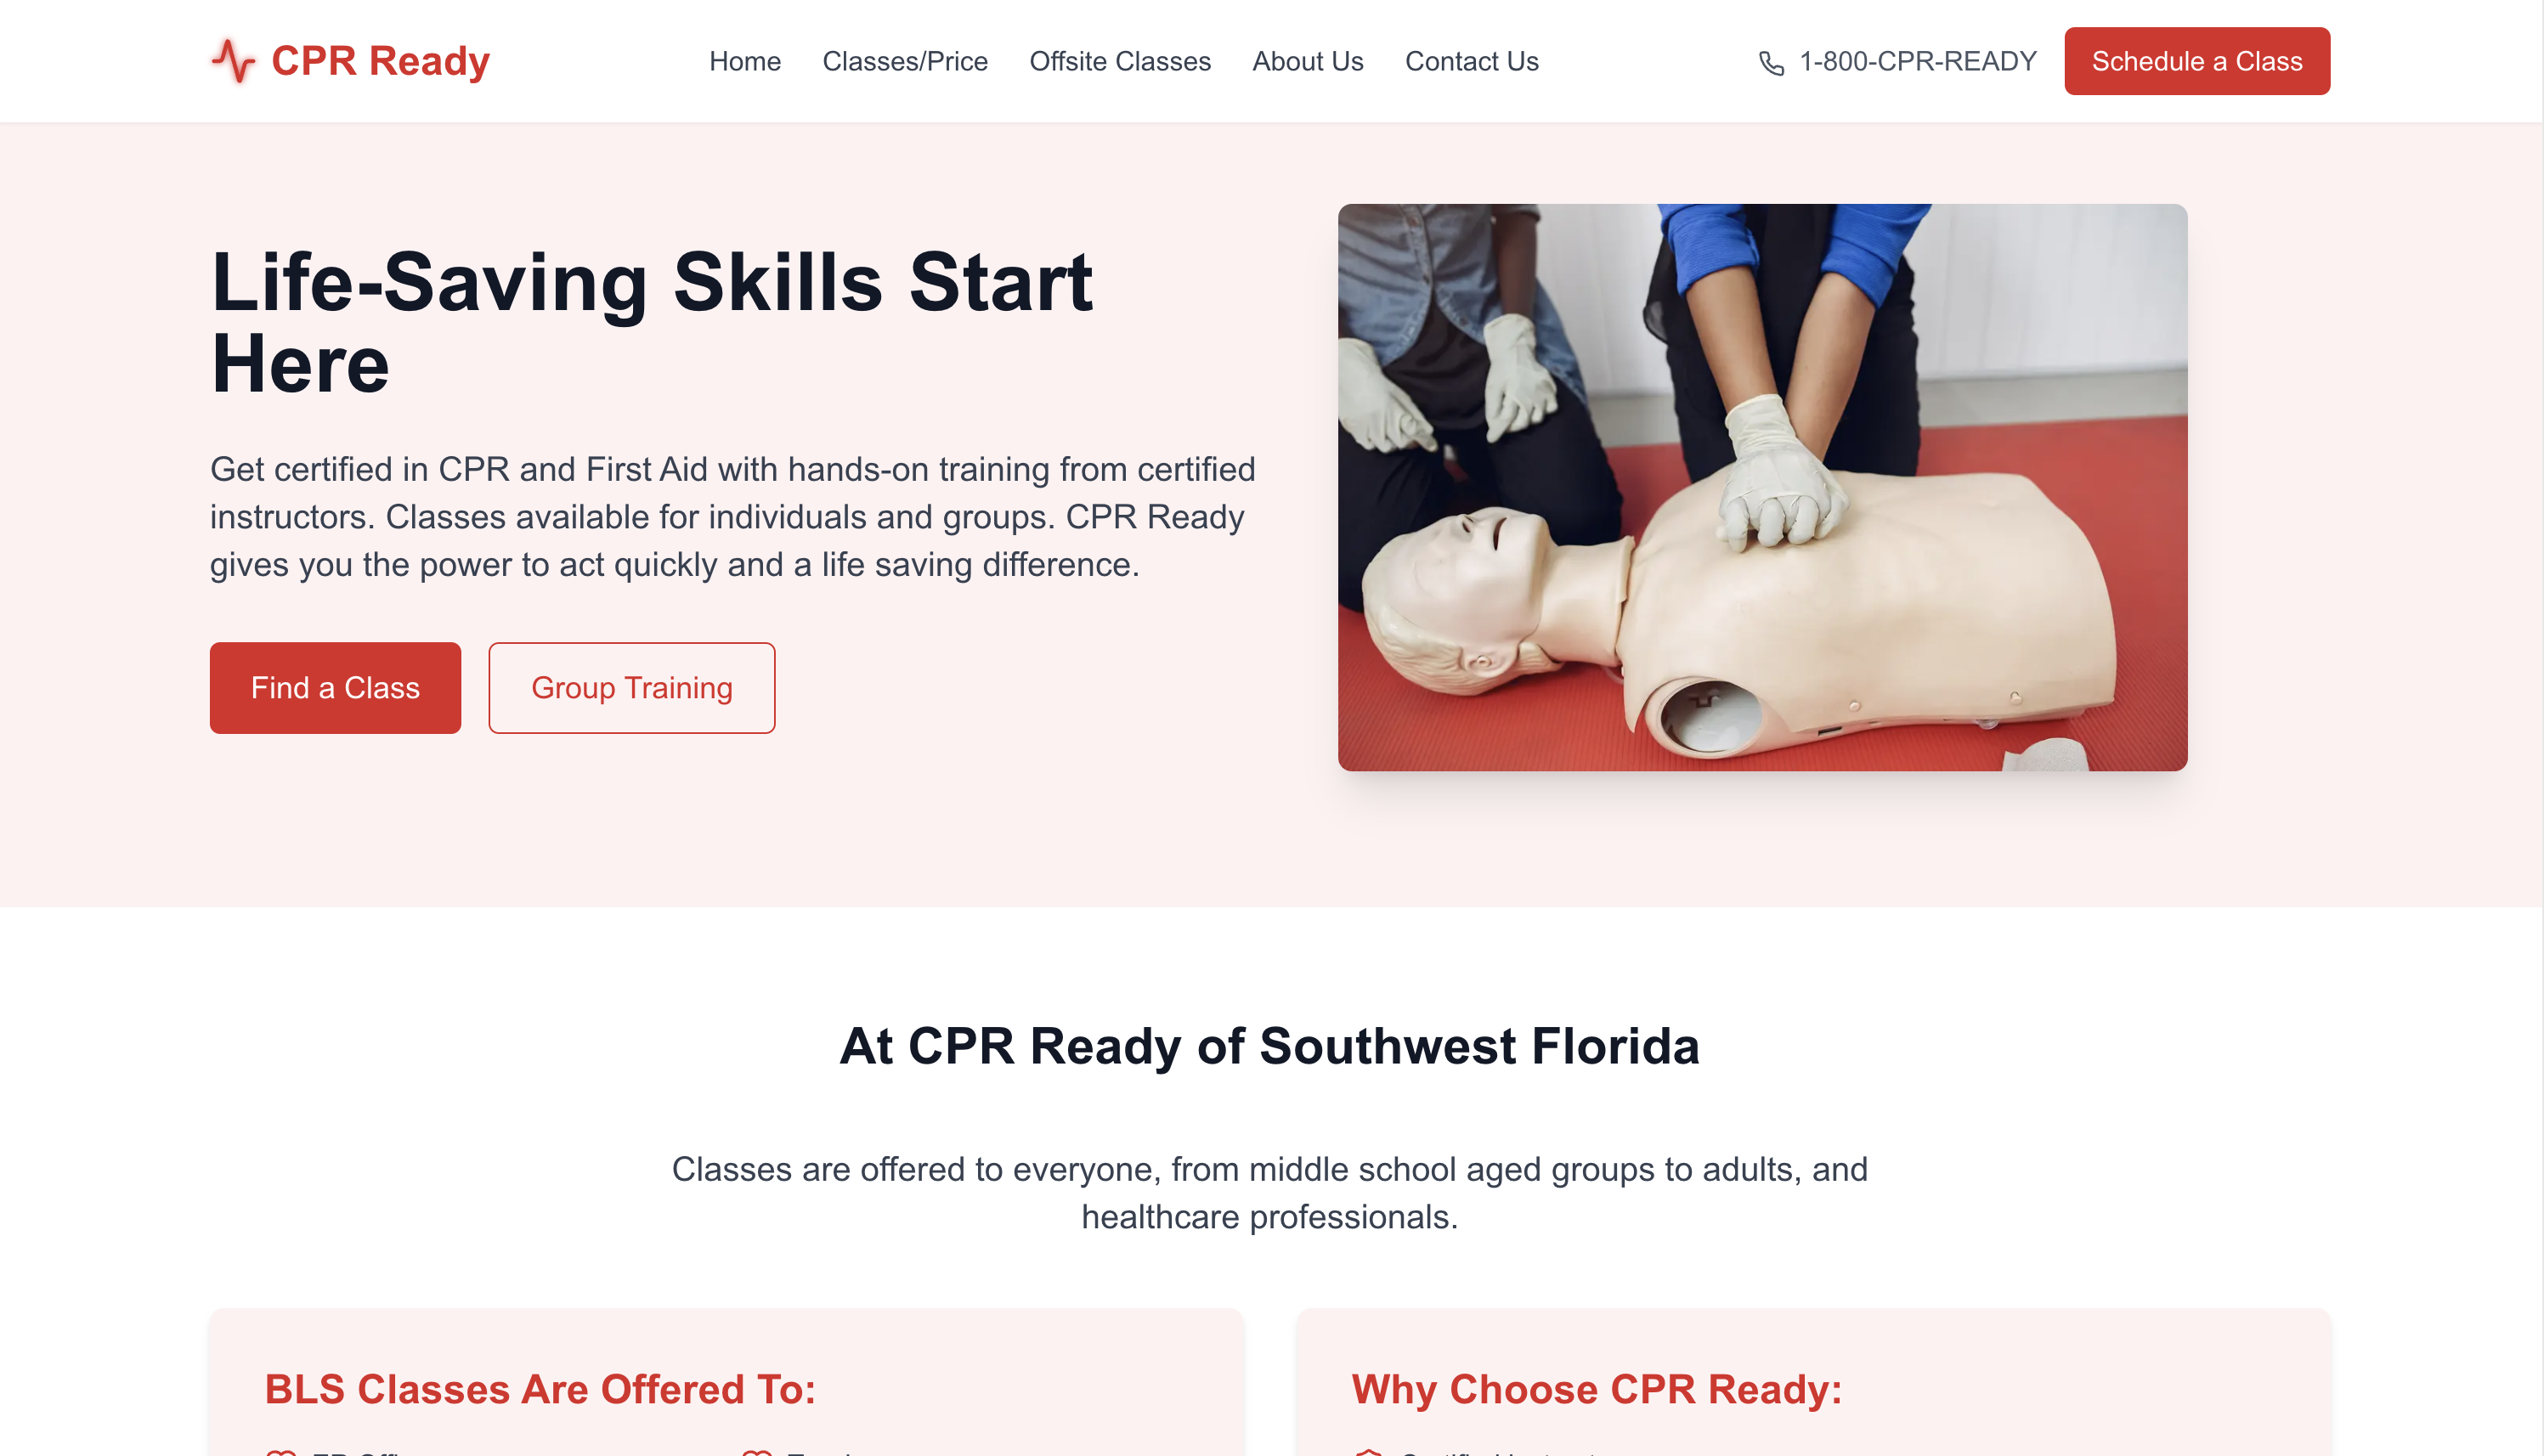 CPR Ready
Home
Classes/Price
Offsite Classes
About Us
Contact Us
1-800-CPR-READY
Schedule a Class
Life-Saving Skills Start
Here
Get certified in CPR and First Aid with hands-on training from certified
instructors. Classes available for individuals and groups. CPR Ready
gives you the power to act quickly and a life saving difference.
Find a Class
Group Training
At CPR Ready of Southwest Florida
Classes are offered to everyone, from middle school aged groups to adults, and
healthcare professionals.
BLS Classes Are Offered To:
Why Choose CPR Ready: